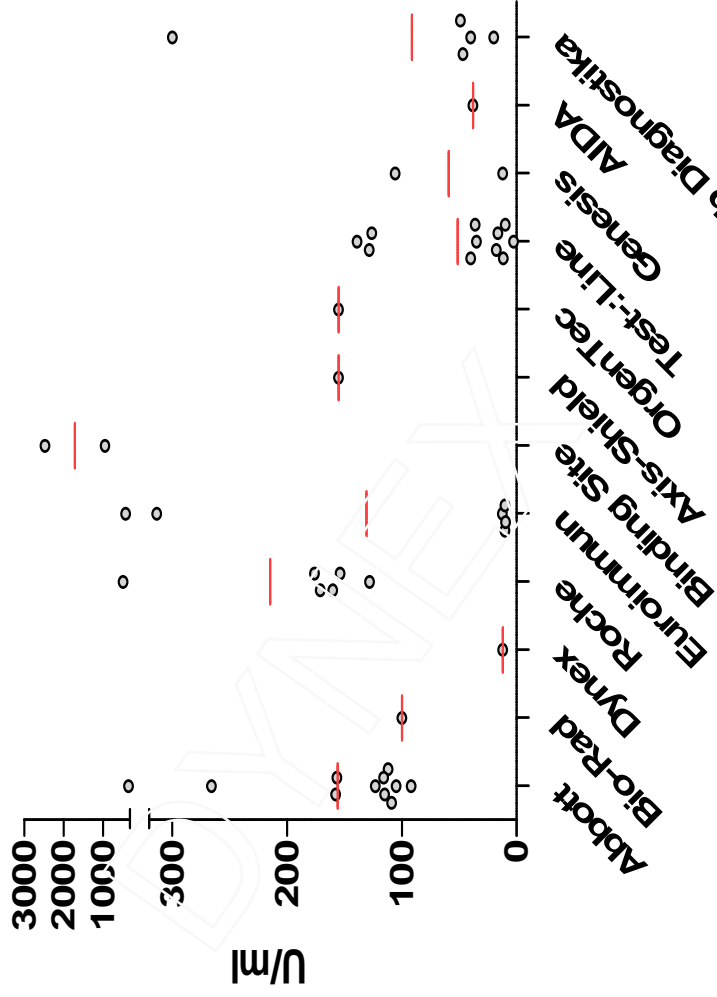 U/ml
3000
2000
1000
300
200
100
0
Abbott
Bio-Rad
Dynex
Roche
Euroimmun
Binding Site
Axis-Shield
OrgenTec
Test-:Line
Genesis
AIDA
Diagnostika
DYNEX